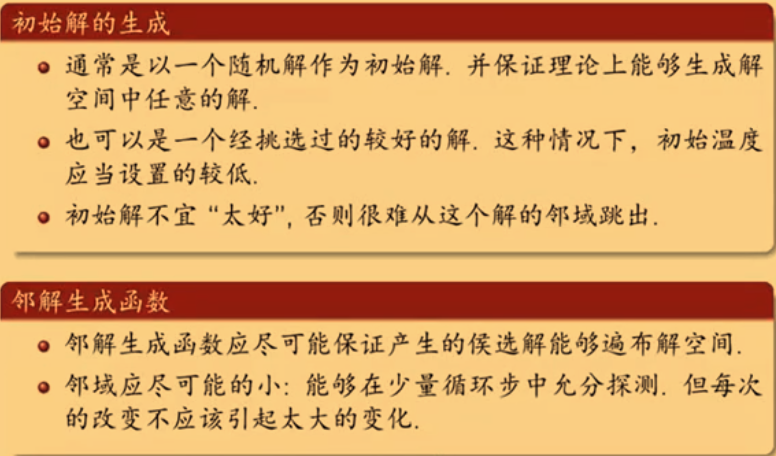 初始解的生成
通常是以一个随机解作为初始解. 并保证理论上能够生成解
空间中任意的解.
也可以是一个经挑选过的较好的解. 这种情况下, 初始温度
应当设置的较低.
初始解不宜 “太好”, 否则很难从这个解的邻域跳出.
邻解生成函数
邻解生成函数应尽可能保证产生的侯选解能够遍布解空间.
邻域应尽可能的小: 能够在少量循环步中允分探测. 但每次
的改变不应该引起太大的变化.